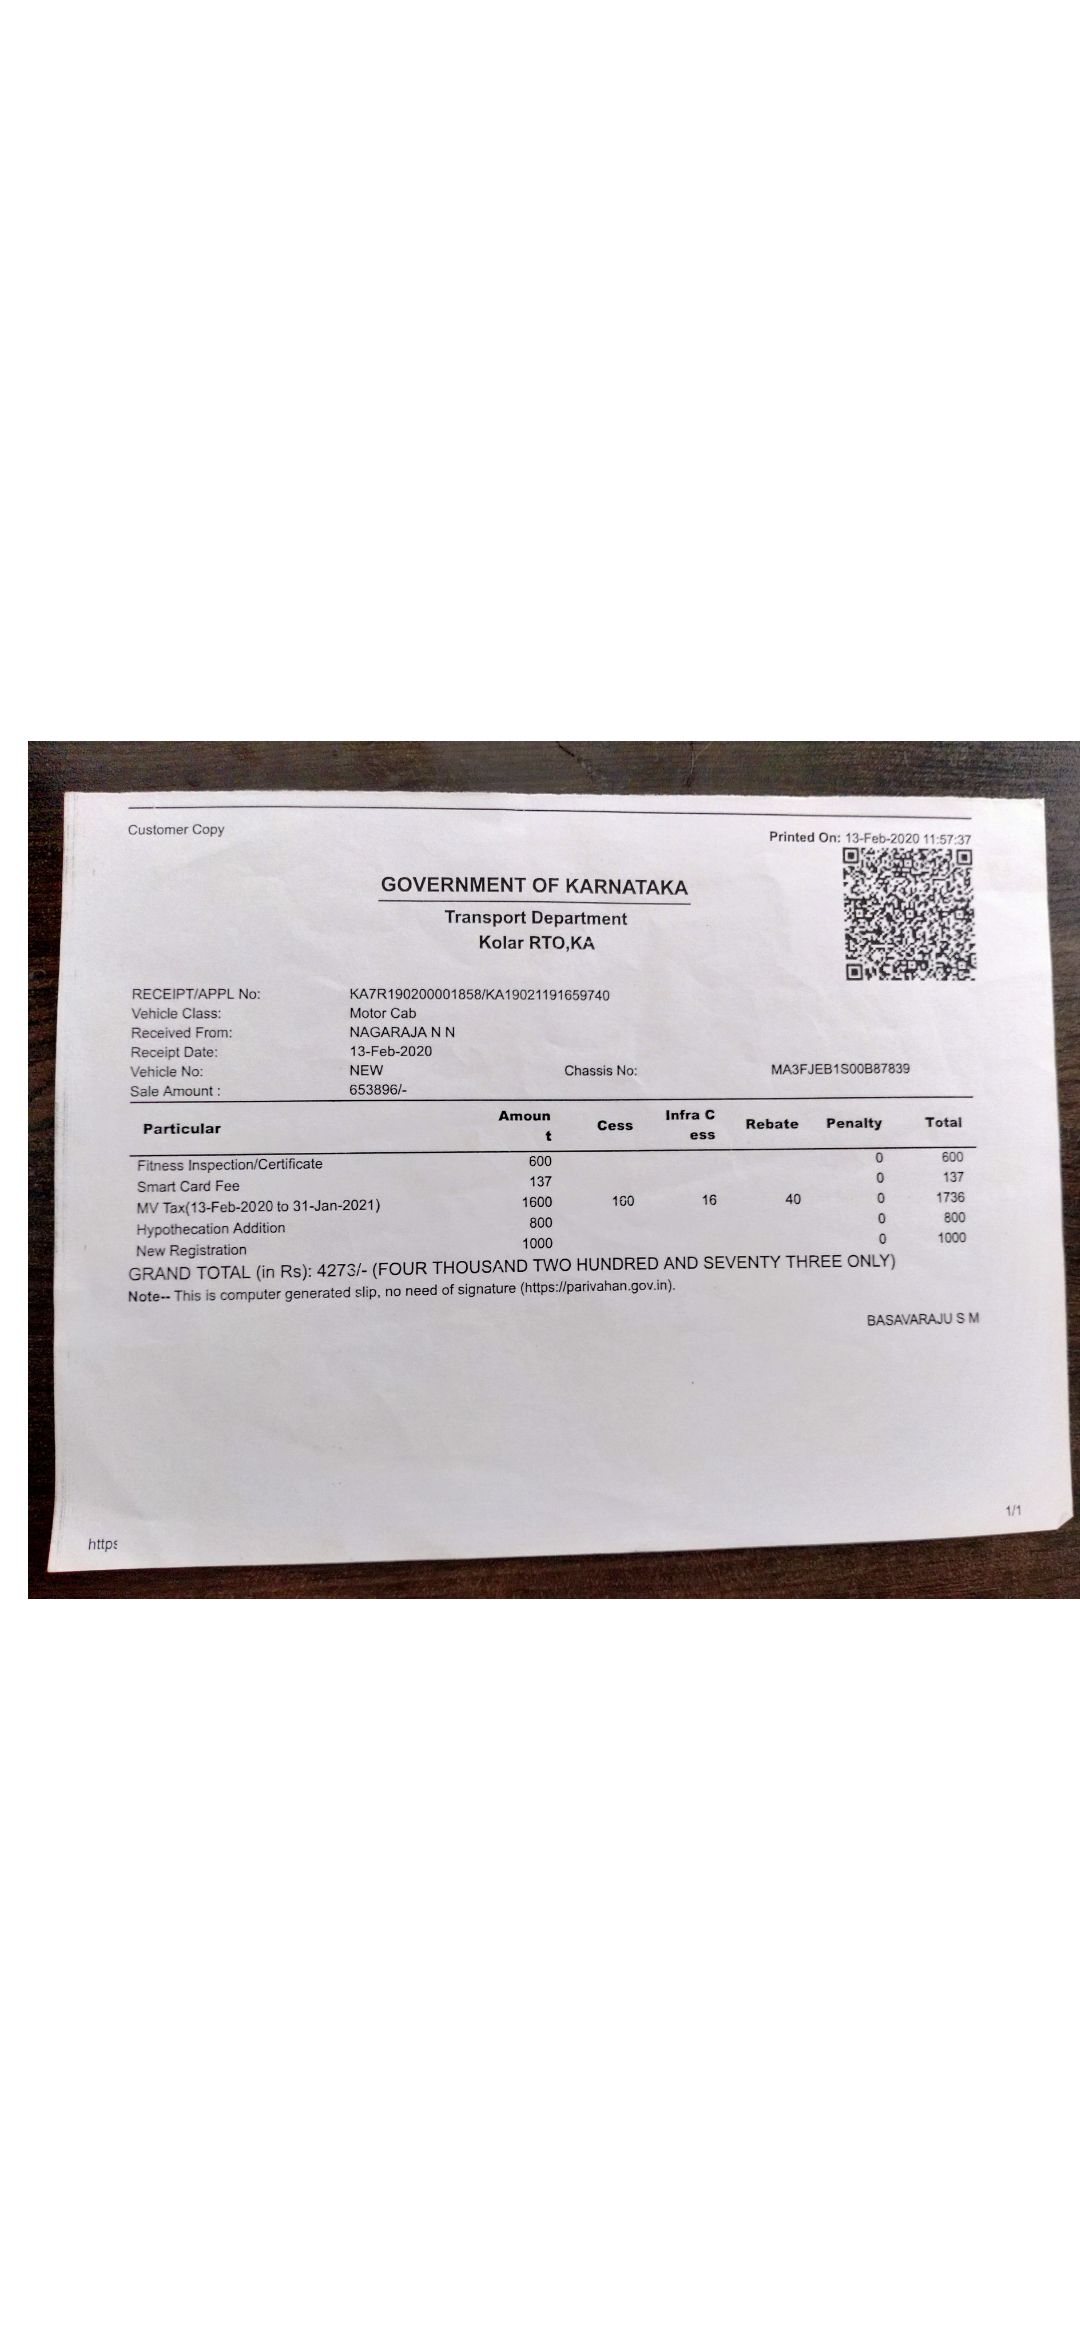 Customer Copy
Printed On: 13-Feb-2020 11:57:37
GOVERNMENT OF KARNATAKA
Transport Department
Kolar RTO,KA
RECEIPT/APPL No: KA7R190200001858/KA19021191659740
Vehicle Class: Motor Cab
Received From: NAGARAJA N N
Receipt Date: 13-Feb-2020
Vehicle No: NEW Chassis No: MA3FJEB1S00B87839
Sale Amount : 653896/-
Particular Amoun Cess Infra C Rebate Penalty Total
t ess
Fitness Inspection/Certificate 600 0 600
Smart Card Fee 137 0 137
MV Tax(13-Feb-2020 to 31-Jan-2021) 1600 160 16 40 0 1736
Hypothecation Addition 800 0 800
New Registration 1000 0 1000
GRAND TOTAL (in Rs): 4273/- (FOUR THOUSAND TWO HUNDRED AND SEVENTY THREE ONLY)
Note-- This is computer generated slip, no need of signature (https://parivahan.gov.in).
BASAVARAJU S M
1/1
https